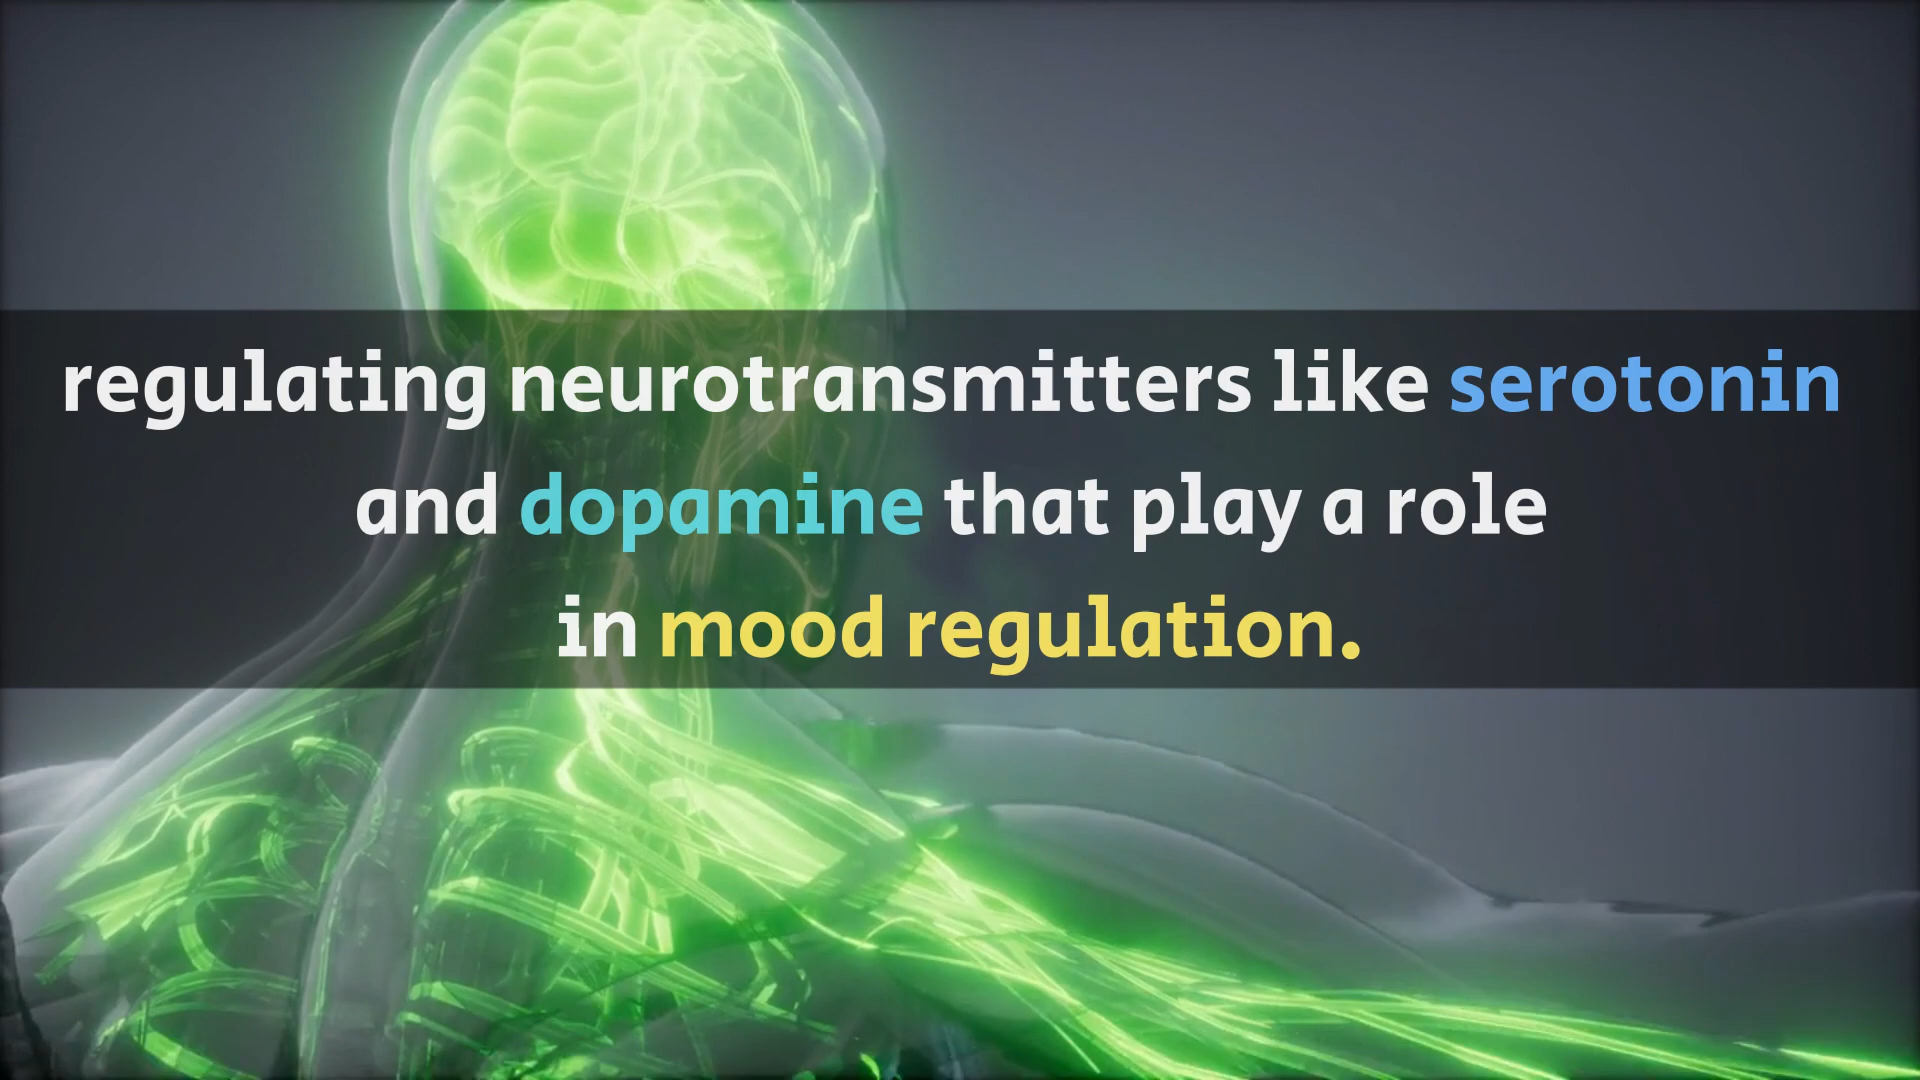 regulating neurotransmitters like serotonin
and dopamine that play a role
in mood regulation.